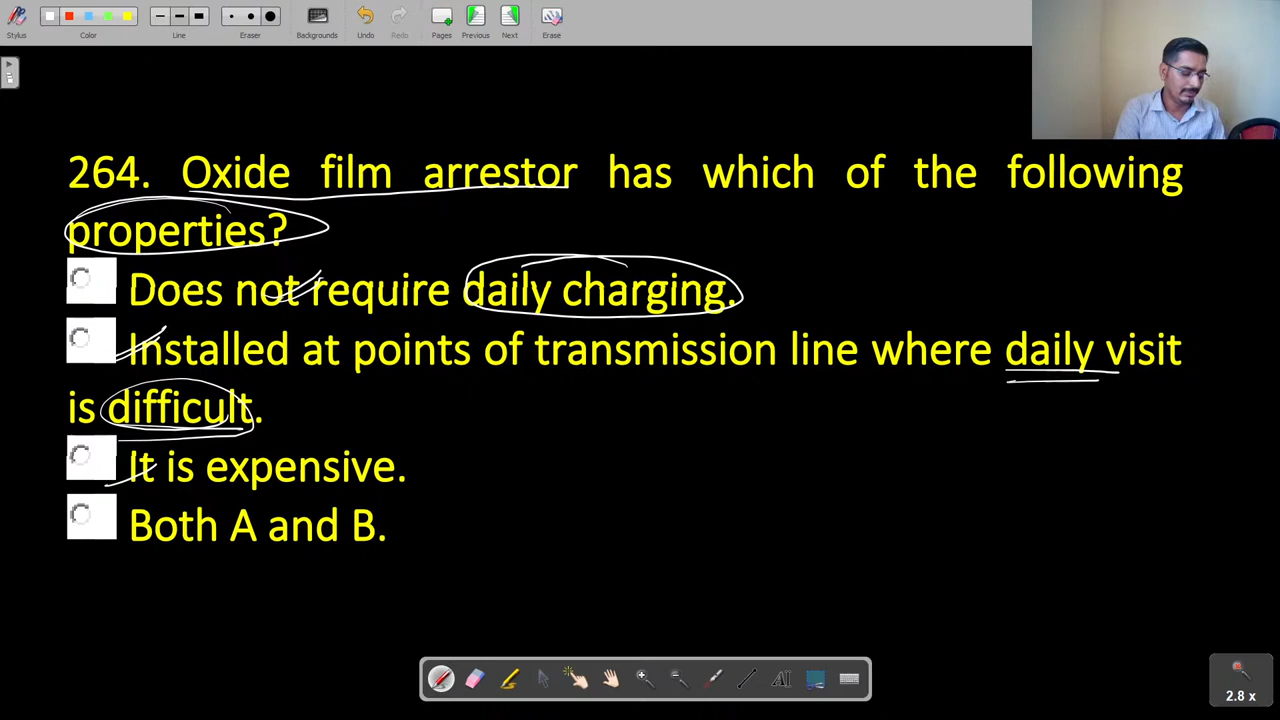 Stylus
Color
Line
Eraser
Backgrounds
Undo
Redo
Pages
Previous
Next
Erase
264. Oxide film arrestor has which of the following
properties?
Does not require daily charging.
Installed at points of transmission line where daily visit
is difficult.
It is expensive.
Both A and B.
AI
2.8 x